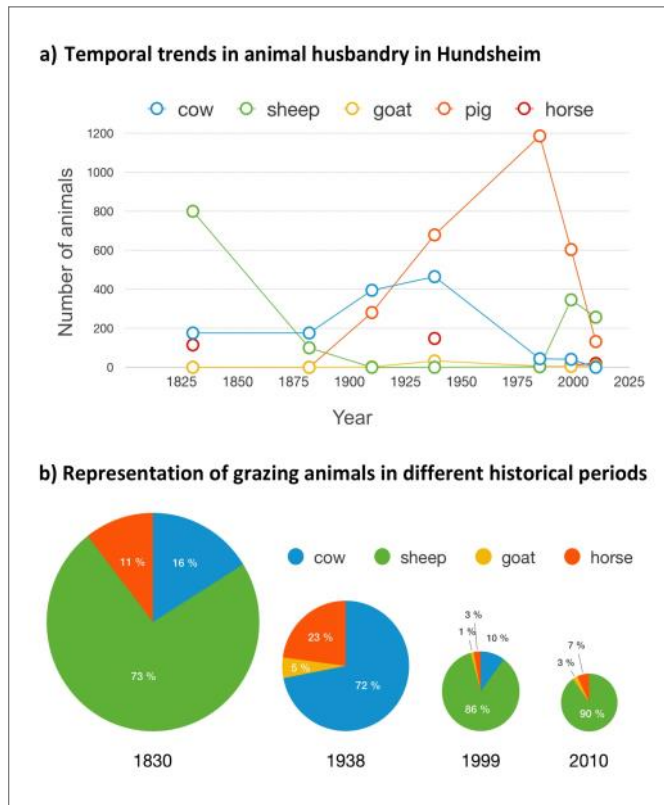 a) Temporal trends in animal husbandry in Hundsheim
cow sheep goat pig horse
Number of animals
1200
1000
800
600
400
200
0
1825 1850 1875 1900 1925 1950 1975 2000 2025
Year
b) Representation of grazing animals in different historical periods
cow sheep goat horse
11 % 16 %
73 %
23 %
5 %
72 %
3 %
1 % 10 %
86 %
7 %
3 %
90 %
1830 1938 1999 2010